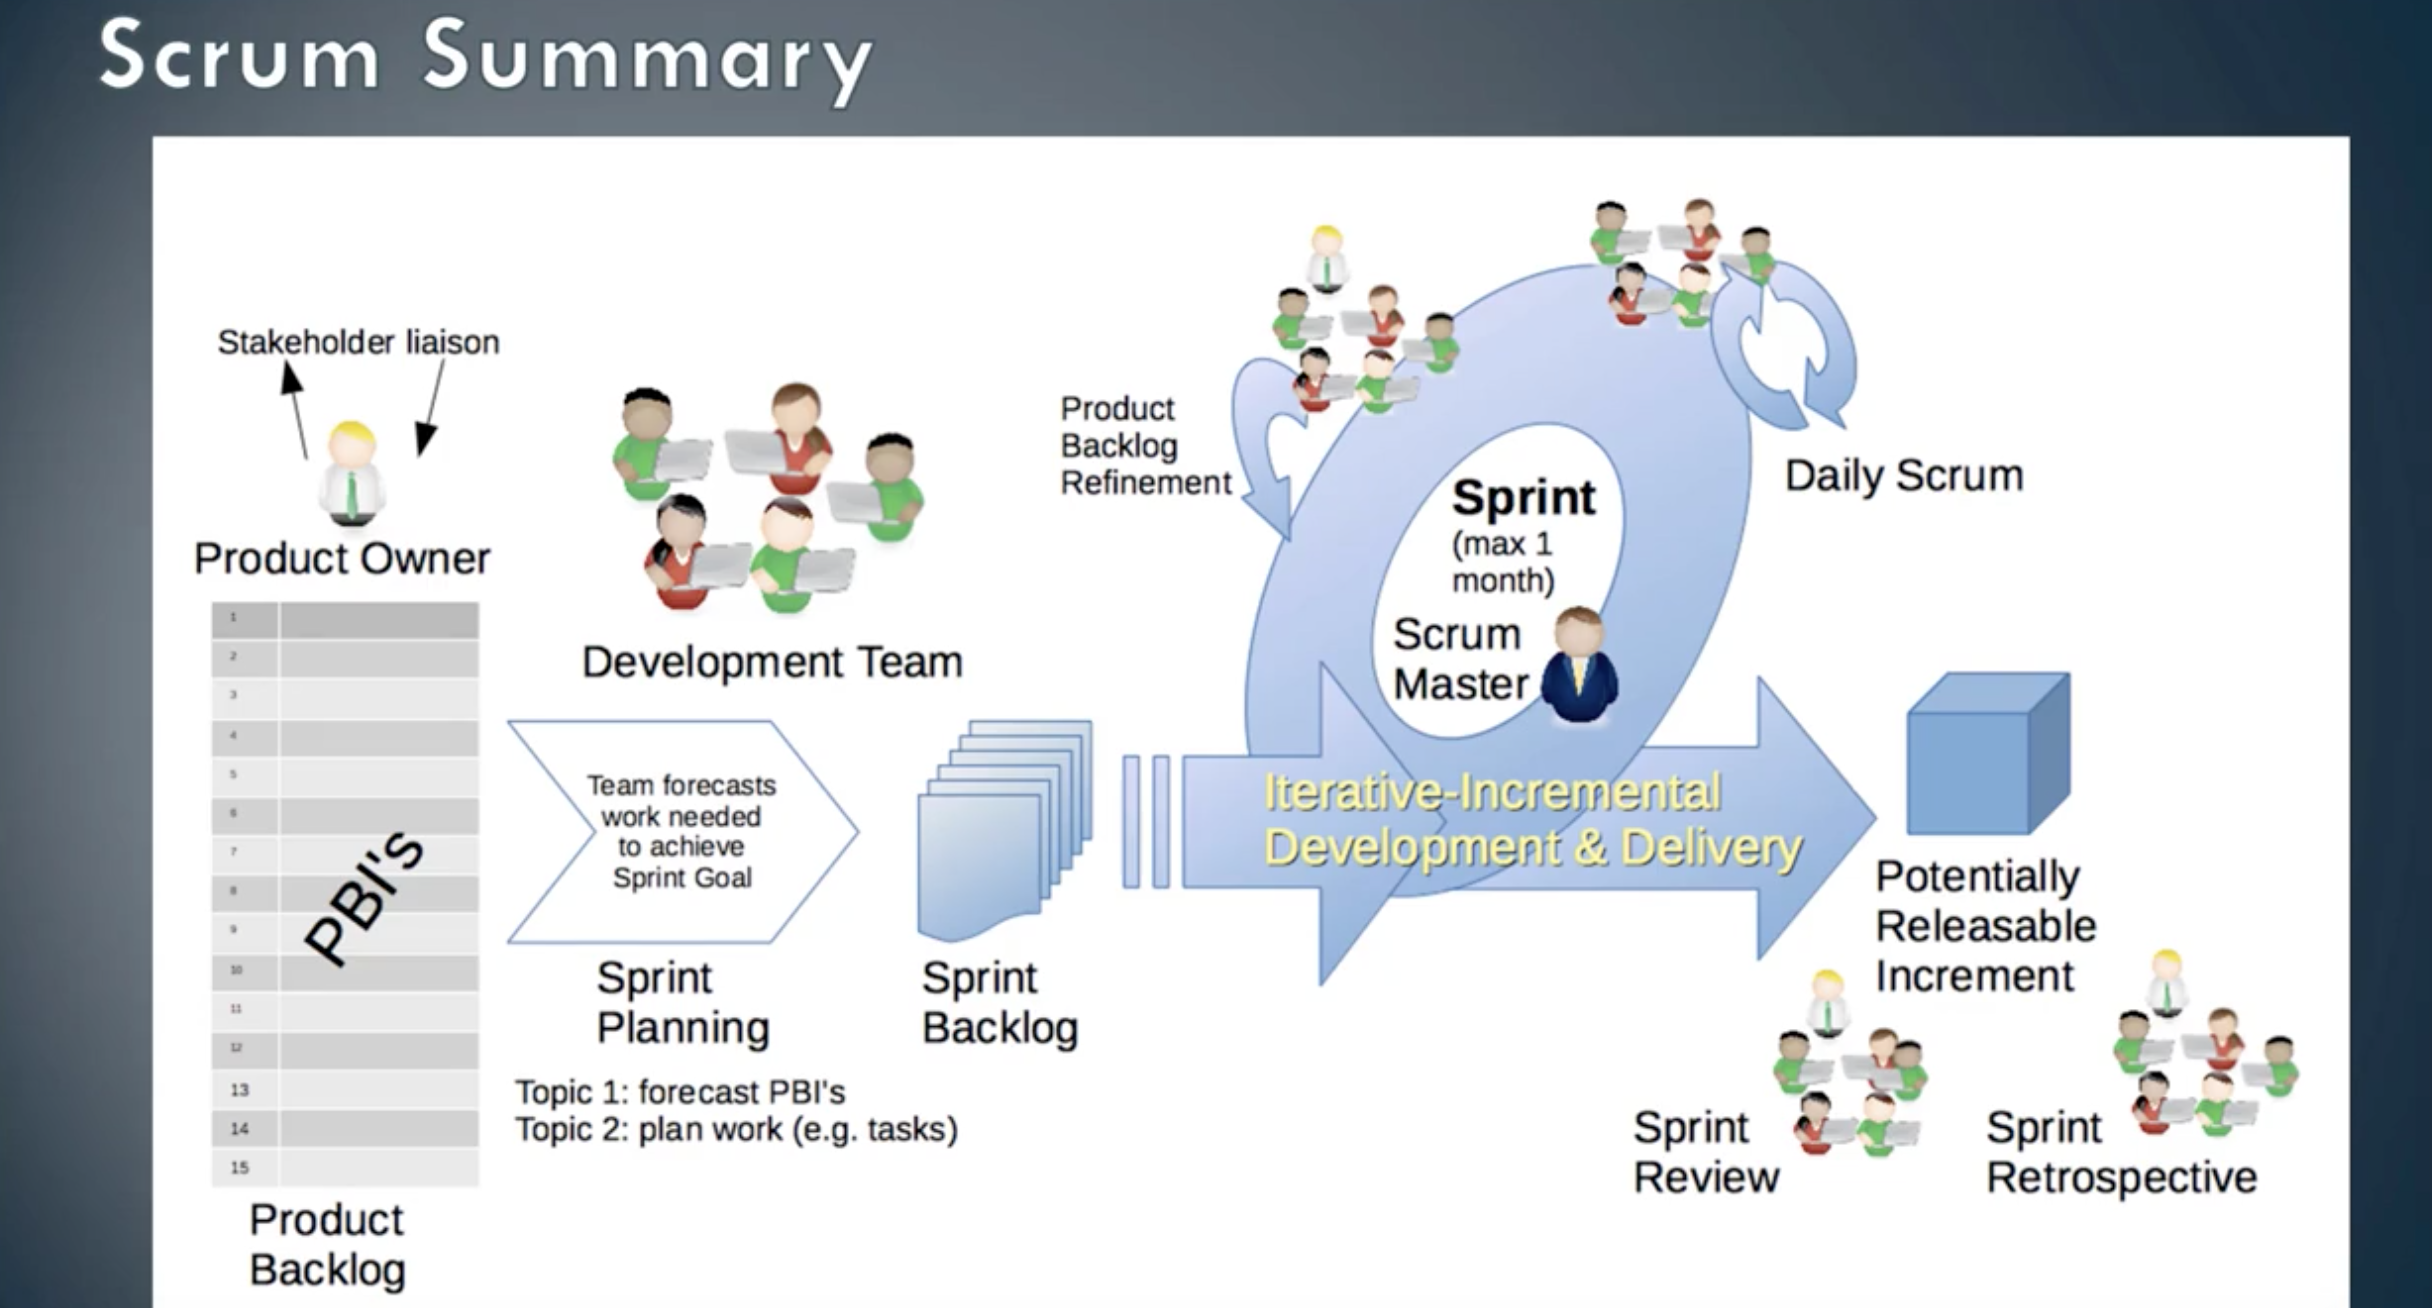 Scrum Summary
Stakeholder liaison
Product Owner
1
2
3
4
5
6
7
8
9
10
11
12
13
14
15
PBI's
Product
Backlog
Development Team
Team forecasts
work needed
to achieve
Sprint Goal
Sprint
Planning
Topic 1: forecast PBI's
Topic 2: plan work (e.g. tasks)
Sprint
Backlog
Product
Backlog
Refinement
Sprint
(max 1
month)
Scrum
Master
Daily Scrum
Iterative-Incremental
Development & Delivery
Potentially
Releasable
Increment
Sprint
Review
Sprint
Retrospective